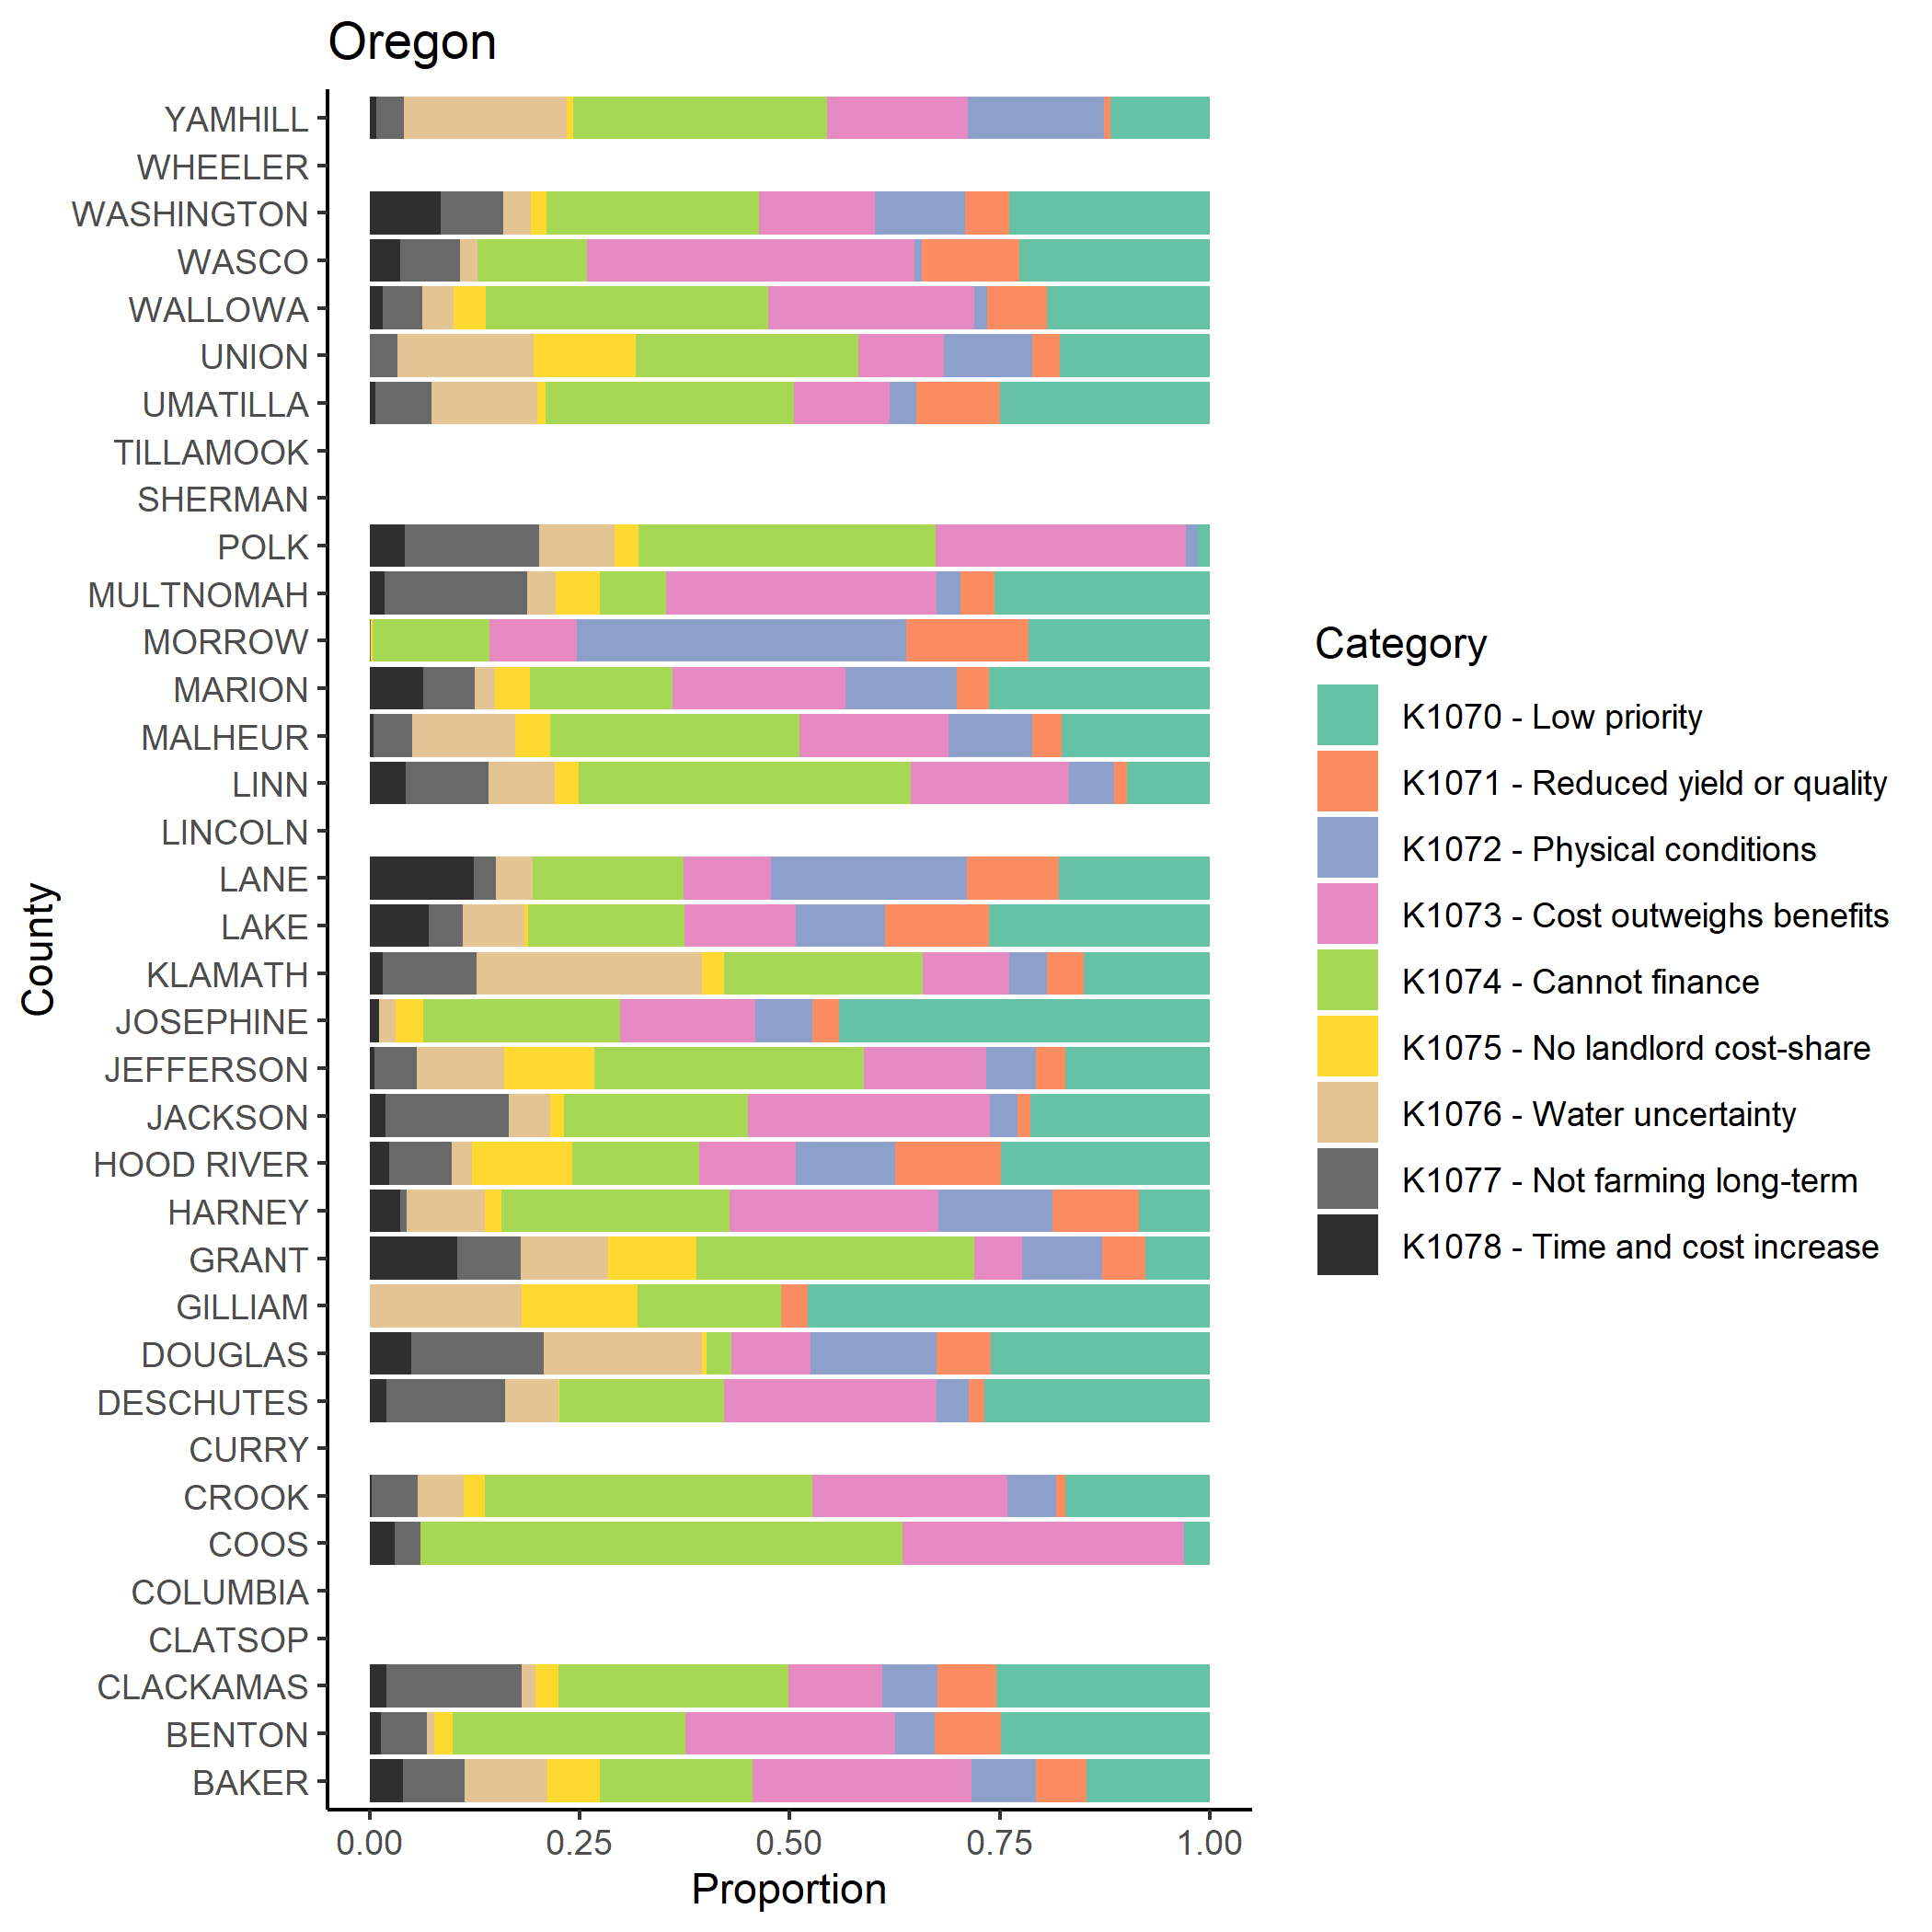 Oregon
YAMHILL
WHEELER
WASHINGTON
WASCO
WALLOWA
UNION
UMATILLA
TILLAMOOK
SHERMAN
POLK
MULTNOMAH
MORROW
MARION
MALHEUR
LINN
LINCOLN
LANE
LAKE
KLAMATH
JOSEPHINE
JEFFERSON
JACKSON
HOOD RIVER
HARNEY
GRANT
GILLIAM
DOUGLAS
DESCHUTES
CURRY
CROOK
COOS
COLUMBIA
CLATSOP
CLACKAMAS
BENTON
BAKER
County
0.00 0.25 0.50 0.75 1.00
Proportion
Category
K1070 - Low priority
K1071 - Reduced yield or quality
K1072 - Physical conditions
K1073 - Cost outweighs benefits
K1074 - Cannot finance
K1075 - No landlord cost-share
K1076 - Water uncertainty
K1077 - Not farming long-term
K1078 - Time and cost increase